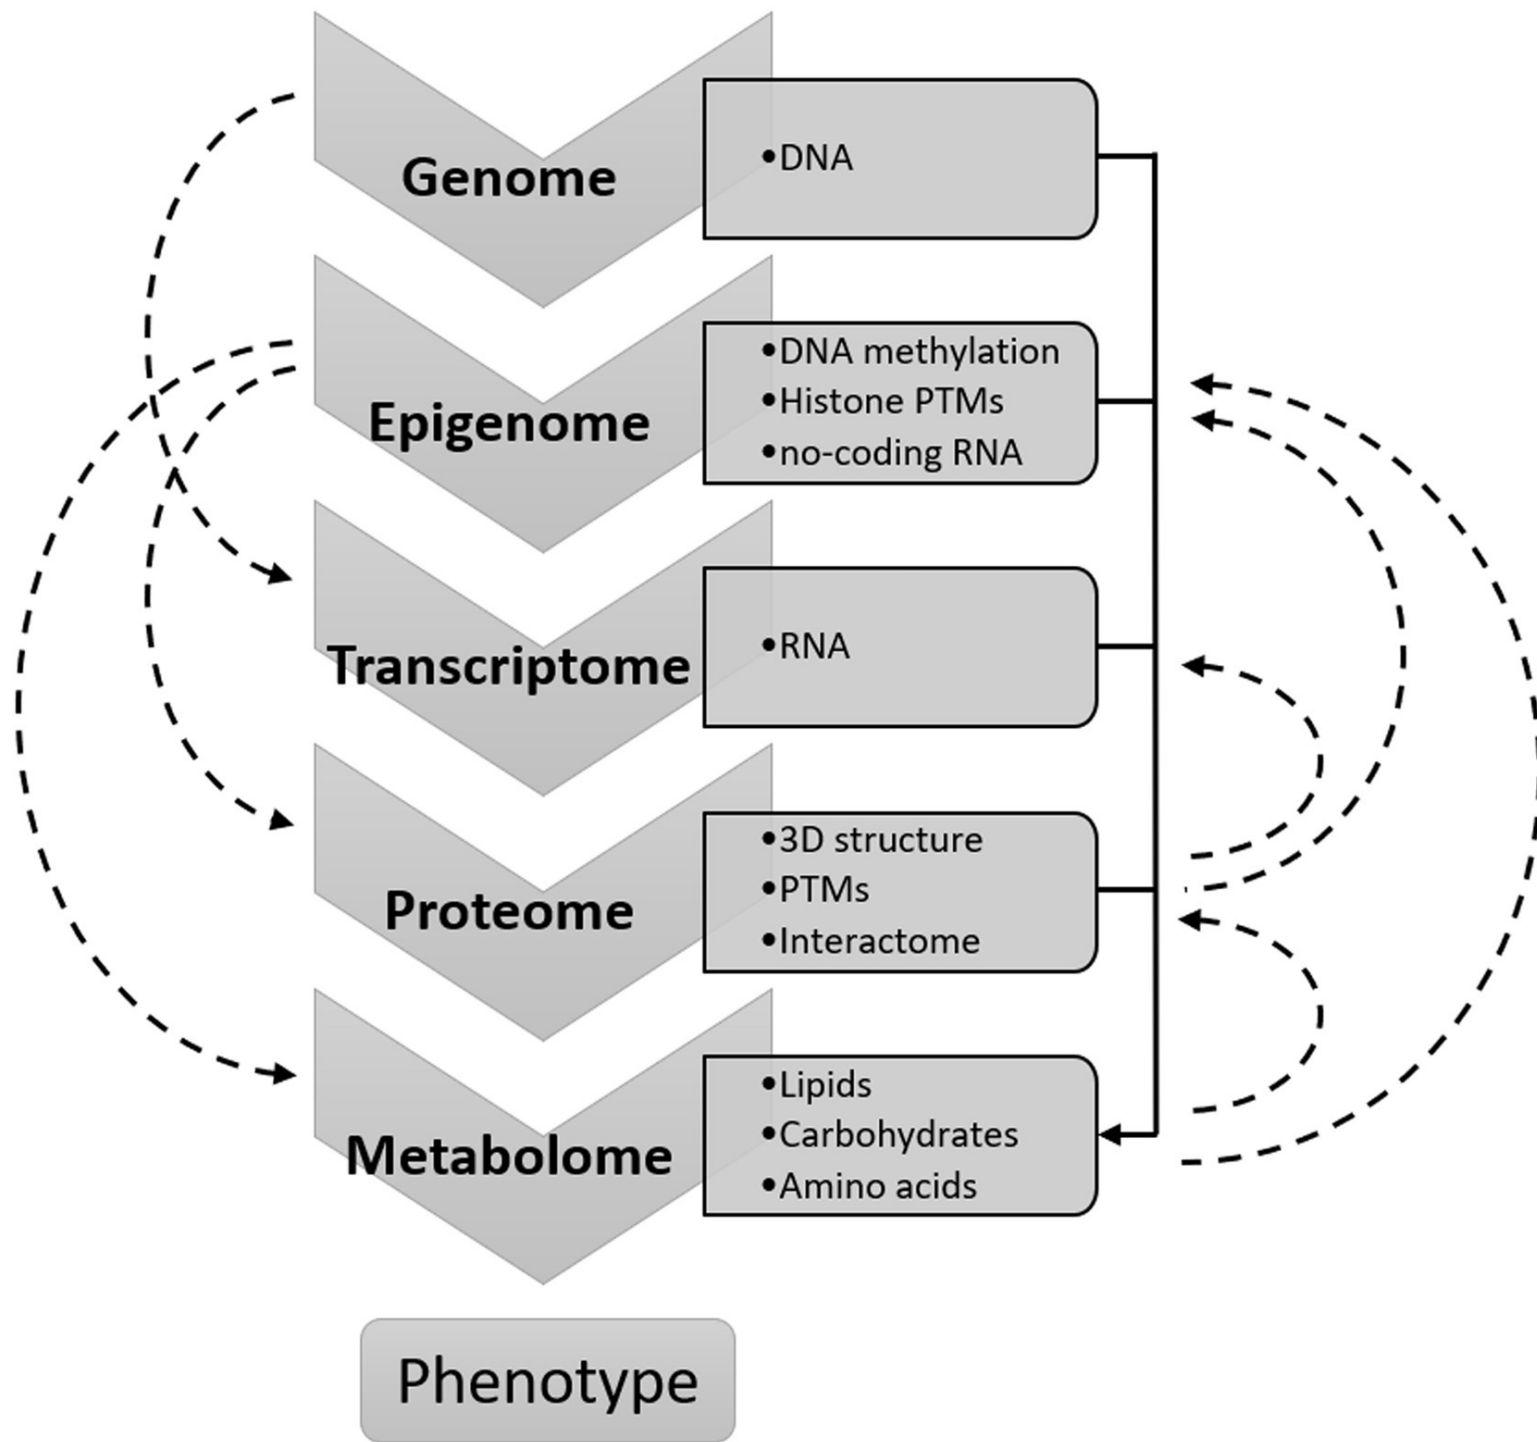 Genome
•DNA
Epigenome
•DNA methylation
•Histone PTMs
•no-coding RNA
Transcriptome
•RNA
Proteome
•3D structure
•PTMs
•Interactome
Metabolome
•Lipids
•Carbohydrates
•Amino acids
Phenotype